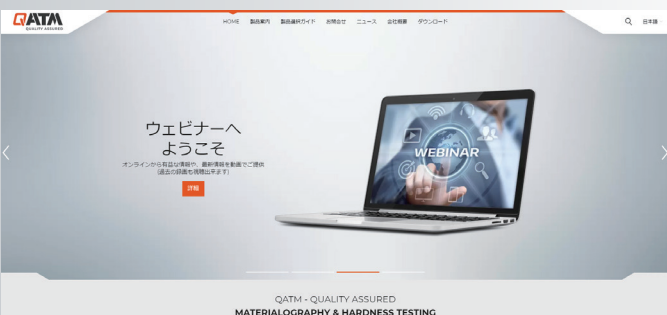 QATM
QUALITY ASSURED
HOME 製品案内 製品選択ガイド お問合せ ニュース 会社概要 ダウンロード
日本語
ウェビナーへ
ようこそ
オンラインから有益な情報や、最新情報を動画でご提供
(過去の録画も視聴出来ます)
詳細
WEBINAR
QATM - QUALITY ASSURED
MATERIALOGRAPHY & HARDNESS TESTING